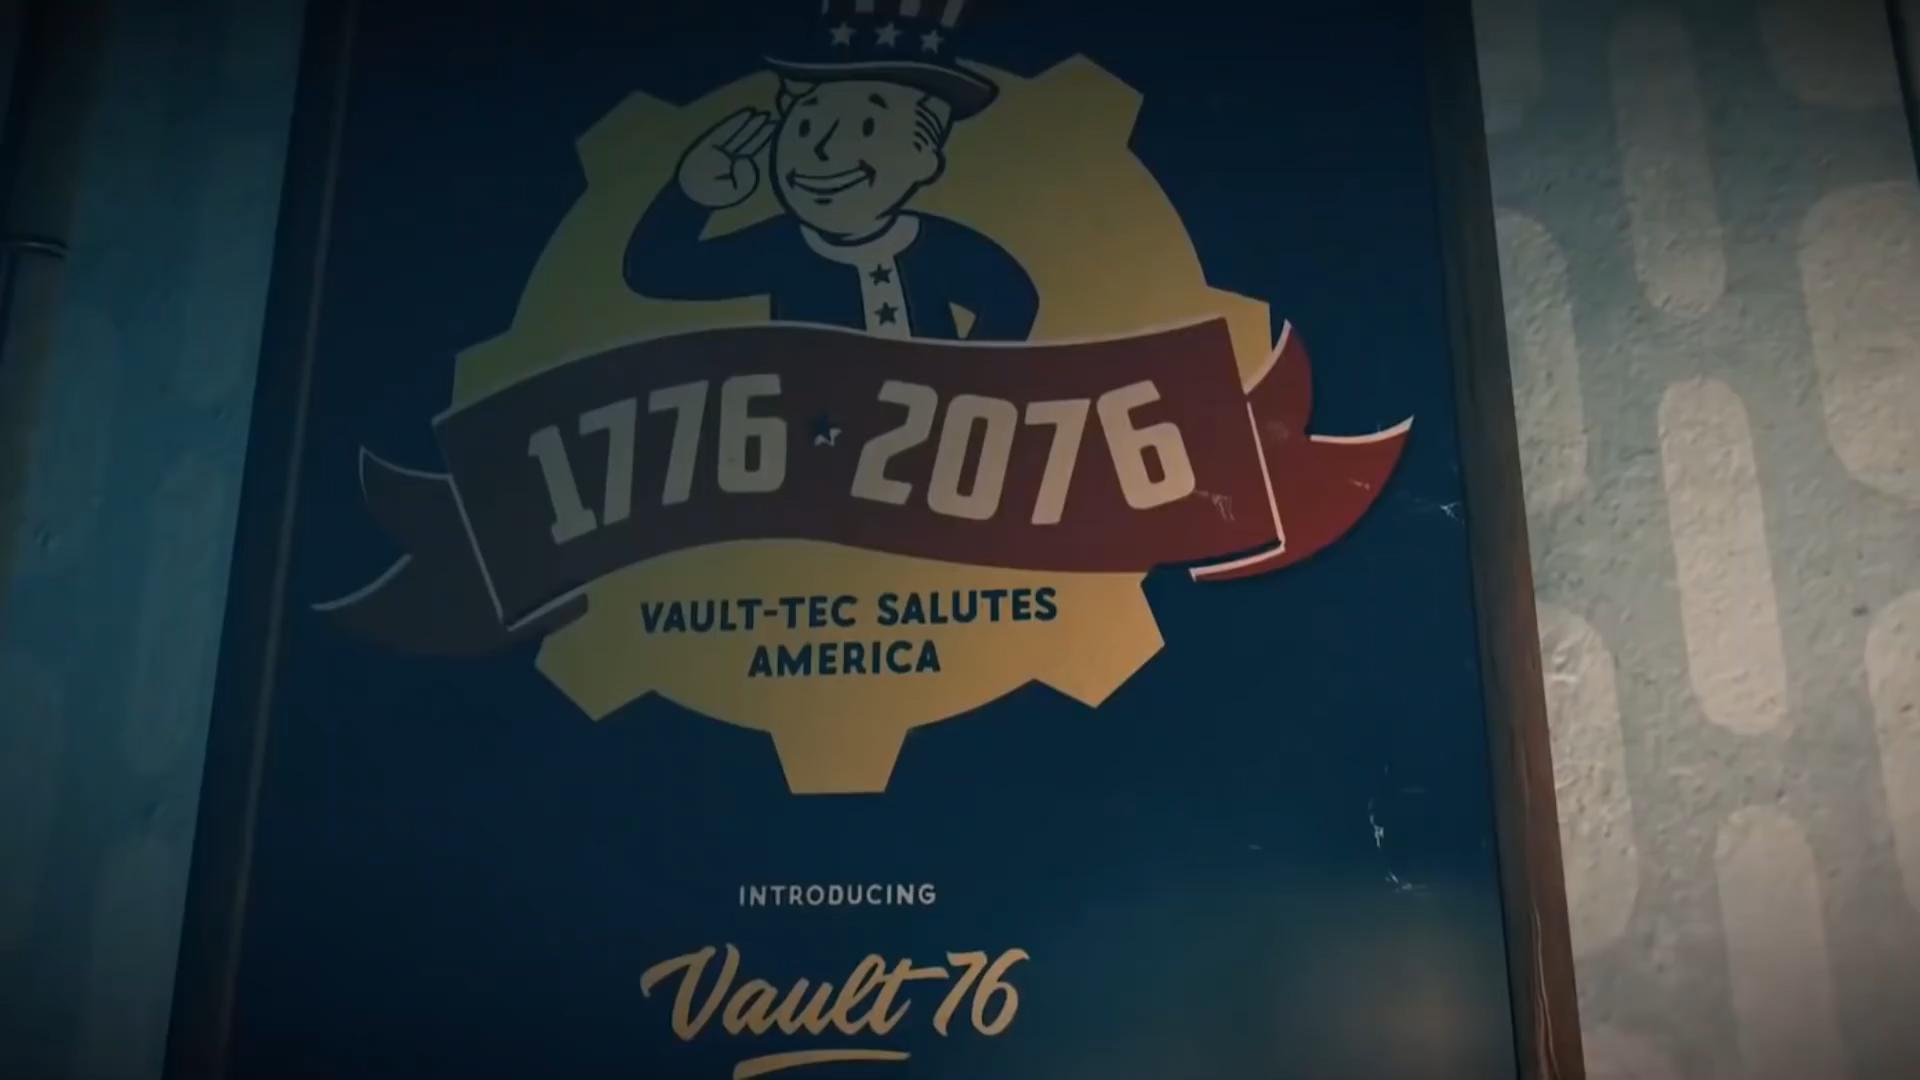 1776 ★ 2076
VAULT-TEC SALUTES
AMERICA
INTRODUCING
Vault 76